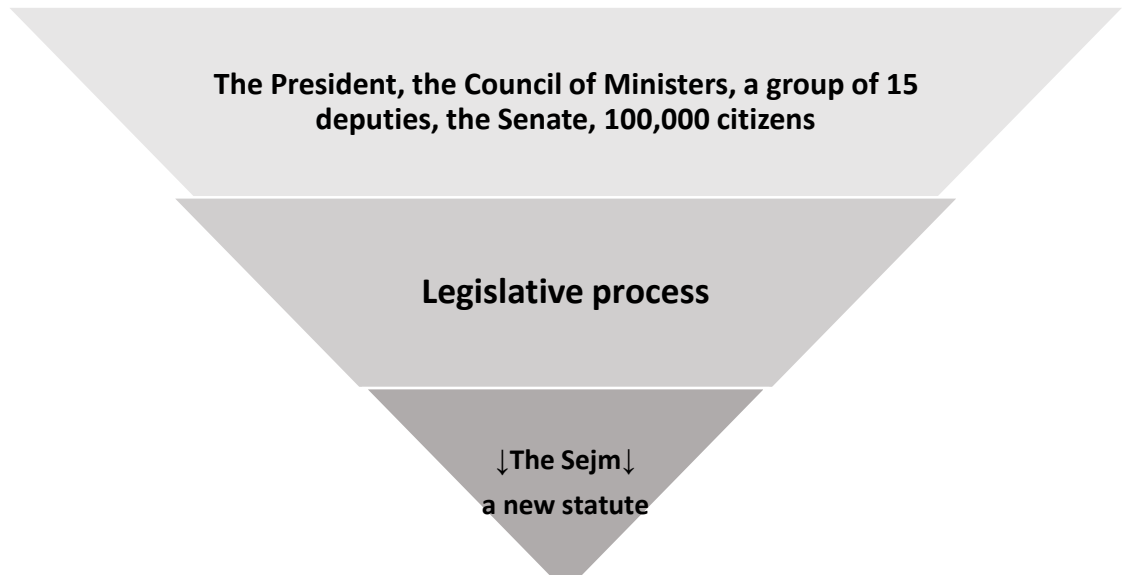 The President, the Council of Ministers, a group of 15
deputies, the Senate, 100,000 citizens
Legislative process
↓The Sejm↓
a new statute